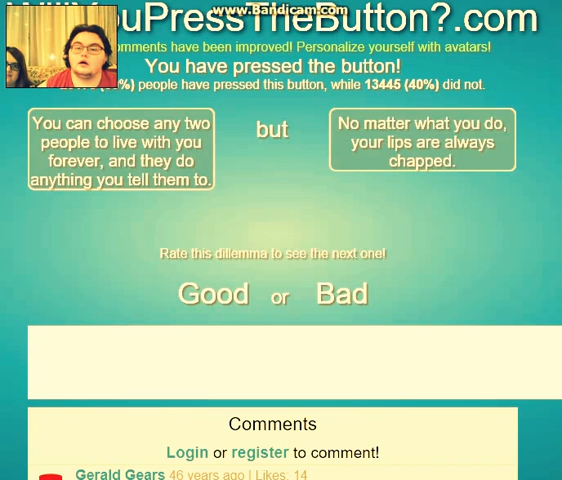 YouPressTheButton?.com
www.Bandicam.com
omments have been improved! Personalize yourself with avatars!
You have pressed the button!
%) people have pressed this button, while 13445 (40%) did not.
You can choose any two
people to live with you
forever, and they do
anything you tell them to.
but
No matter what you do,
your lips are always
chapped.
Rate this dillemma to see the next one!
Good or Bad
Comments
Login or register to comment!
Gerald Gears 46 years ago | Likes: 14